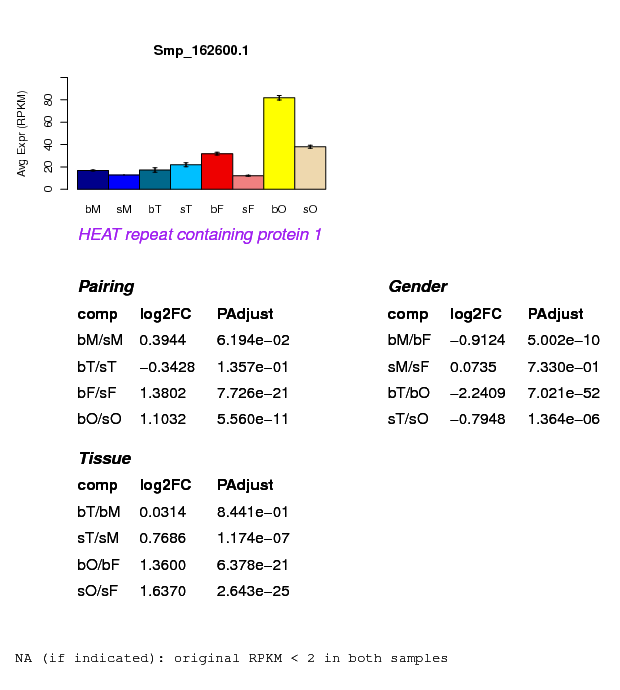 Smp_162600.1
Avg Expr (RPKM)
0 20 40 60 80
bM sM bT sT bF sF bO sO
HEAT repeat containing protein 1
Pairing
comp log2FC PAdjust
bM/sM 0.3944 6.194e−02
bT/sT −0.3428 1.357e−01
bF/sF 1.3802 7.726e−21
bO/sO 1.1032 5.560e−11
Gender
comp log2FC PAdjust
bM/bF −0.9124 5.002e−10
sM/sF 0.0735 7.330e−01
bT/bO −2.2409 7.021e−52
sT/sO −0.7948 1.364e−06
Tissue
comp log2FC PAdjust
bT/bM 0.0314 8.441e−01
sT/sM 0.7686 1.174e−07
bO/bF 1.3600 6.378e−21
sO/sF 1.6370 2.643e−25
NA (if indicated): original RPKM < 2 in both samples